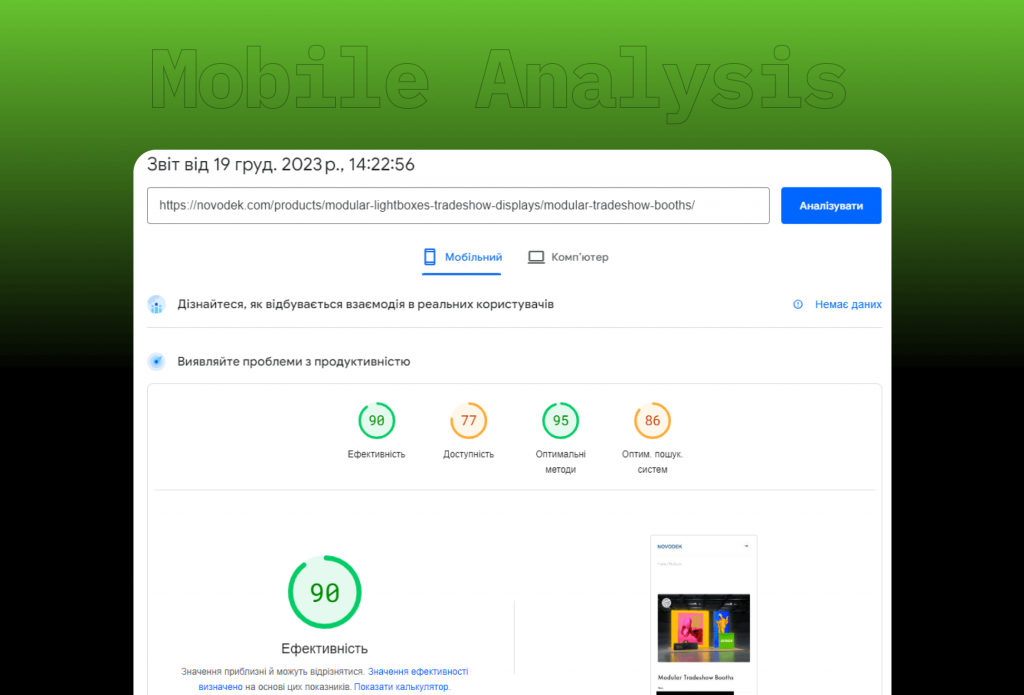 Mobile Analysis
Звіт від 19 груд. 2023 р., 14:22:56
https://novodek.com/products/modular-lightboxes-tradeshow-displays/modular-tradeshow-booths/
Аналізувати
Мобільний
Комп'ютер
Дізнайтеся, як відбувається взаємодія в реальних користувачів
Немає даних
Виявляйте проблеми з продуктивністю
90
77
95
86
Ефективність
Доступність
Оптимальні
методи
Оптим. пошук.
систем
90
Ефективність
Значення приблизні й можуть відрізнятися. Значення ефективності
визначено на основі цих показників. Показати калькулятор.
NOVODEK
Modular Tradeshow Booths